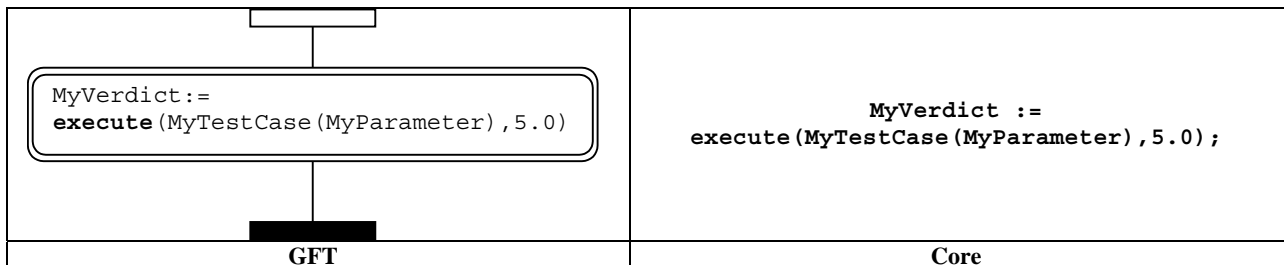 MyVerdict:=
execute(MyTestCase(MyParameter),5.0)
MyVerdict :=
execute(MyTestCase(MyParameter),5.0);
GFT
Core